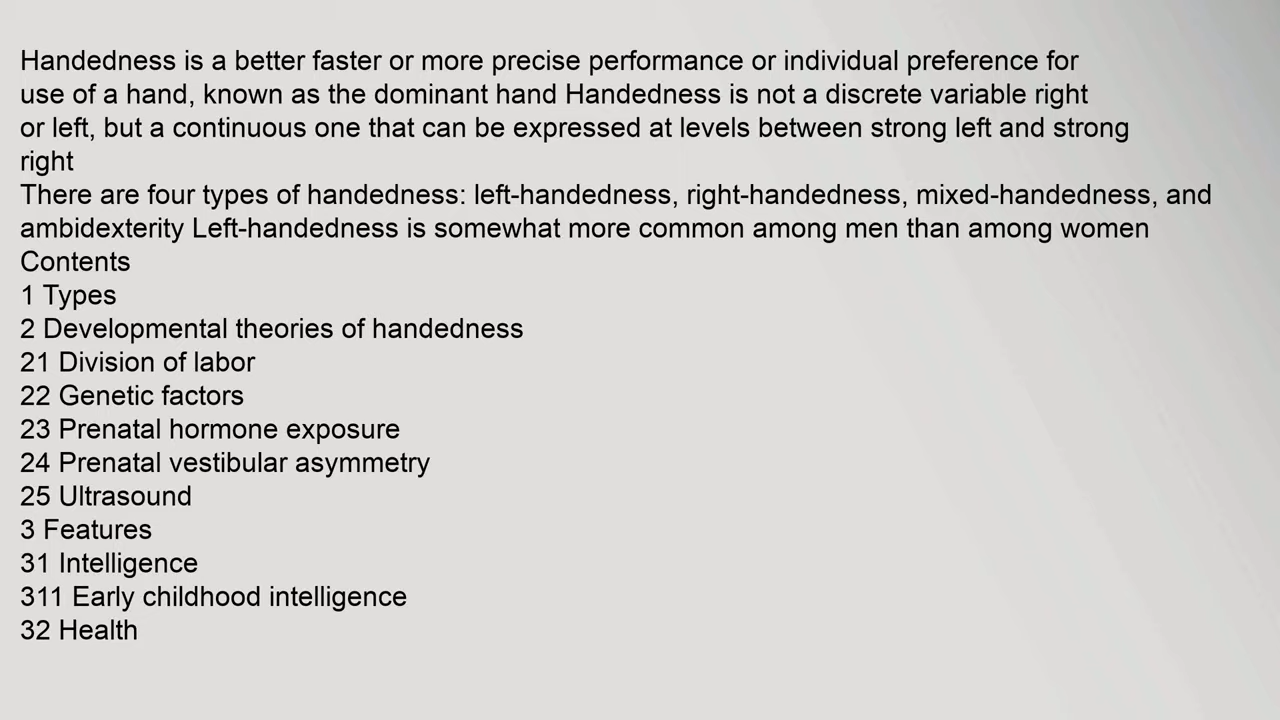 Handedness is a better faster or more precise performance or individual preference for
use of a hand, known as the dominant hand Handedness is not a discrete variable right
or left, but a continuous one that can be expressed at levels between strong left and strong
right
There are four types of handedness: left-handedness, right-handedness, mixed-handedness, and
ambidexterity Left-handedness is somewhat more common among men than among women
Contents
1 Types
2 Developmental theories of handedness
21 Division of labor
22 Genetic factors
23 Prenatal hormone exposure
24 Prenatal vestibular asymmetry
25 Ultrasound
3 Features
31 Intelligence
311 Early childhood intelligence
32 Health